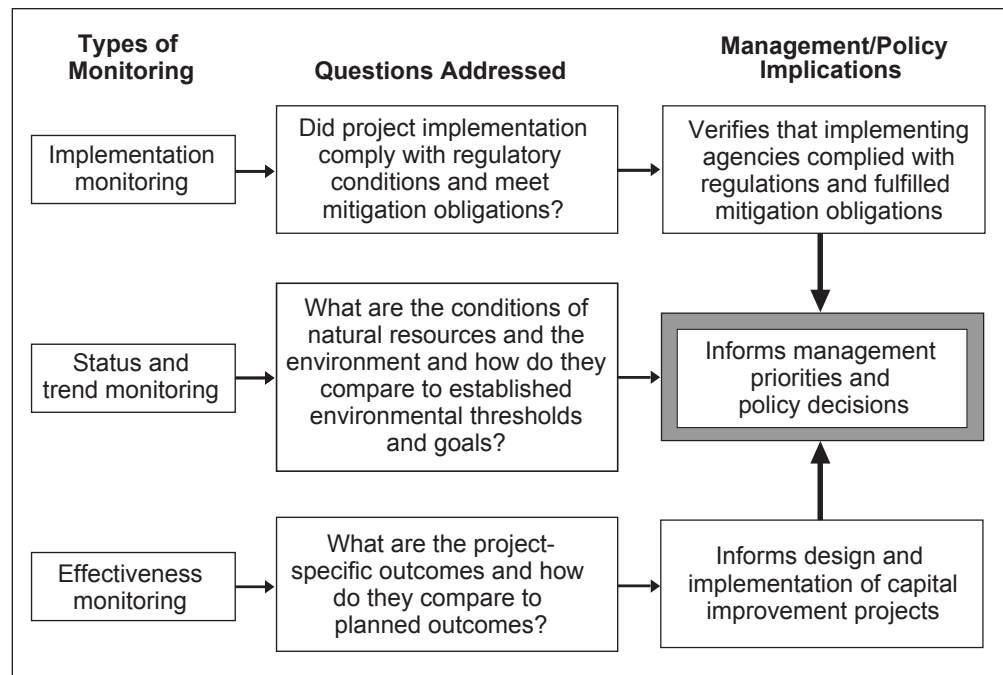 Types of
Monitoring
Questions Addressed
Management/Policy
Implications
Implementation
monitoring
Did project implementation
comply with regulatory
conditions and meet
mitigation obligations?
Verifies that implementing
agencies complied with
regulations and fulfilled
mitigation obligations
Status and
trend monitoring
What are the conditions of
natural resources and the
environment and how do they
compare to established
environmental thresholds
and goals?
Informs management
priorities and
policy decisions
Effectiveness
monitoring
What are the project-
specific outcomes and how
do they compare to
planned outcomes?
Informs design and
implementation of capital
improvement projects